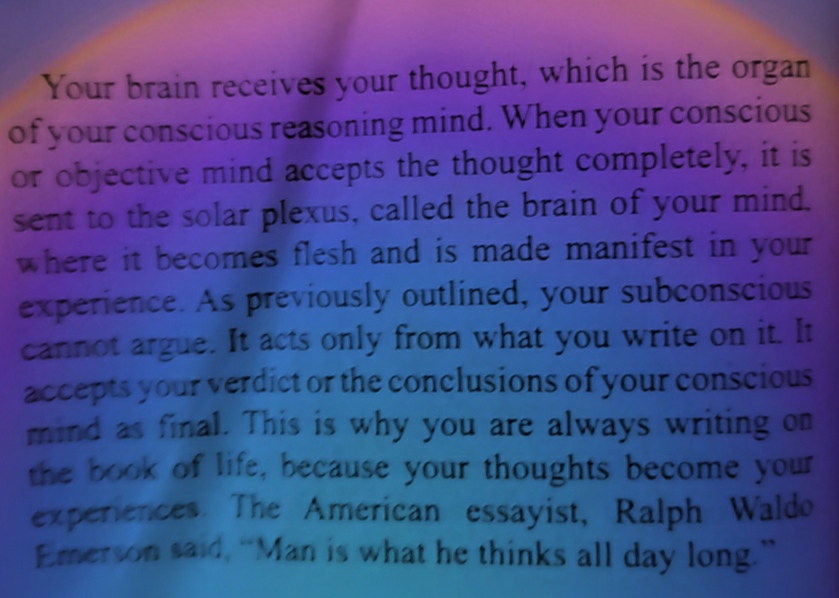 Your brain receives your thought, which is the organ
of your conscious reasoning mind. When your conscious
or objective mind accepts the thought completely, it is
sent to the solar plexus, called the brain of your mind,
where it becomes flesh and is made manifest in your
experience. As previously outlined, your subconscious
cannot argue. It acts only from what you write on it. It
accepts your verdict or the conclusions of your conscious
mind as final. This is why you are always writing on
the book of life, because your thoughts become your
experiences. The American essayist, Ralph Waldo
Emerson said, “Man is what he thinks all day long.”